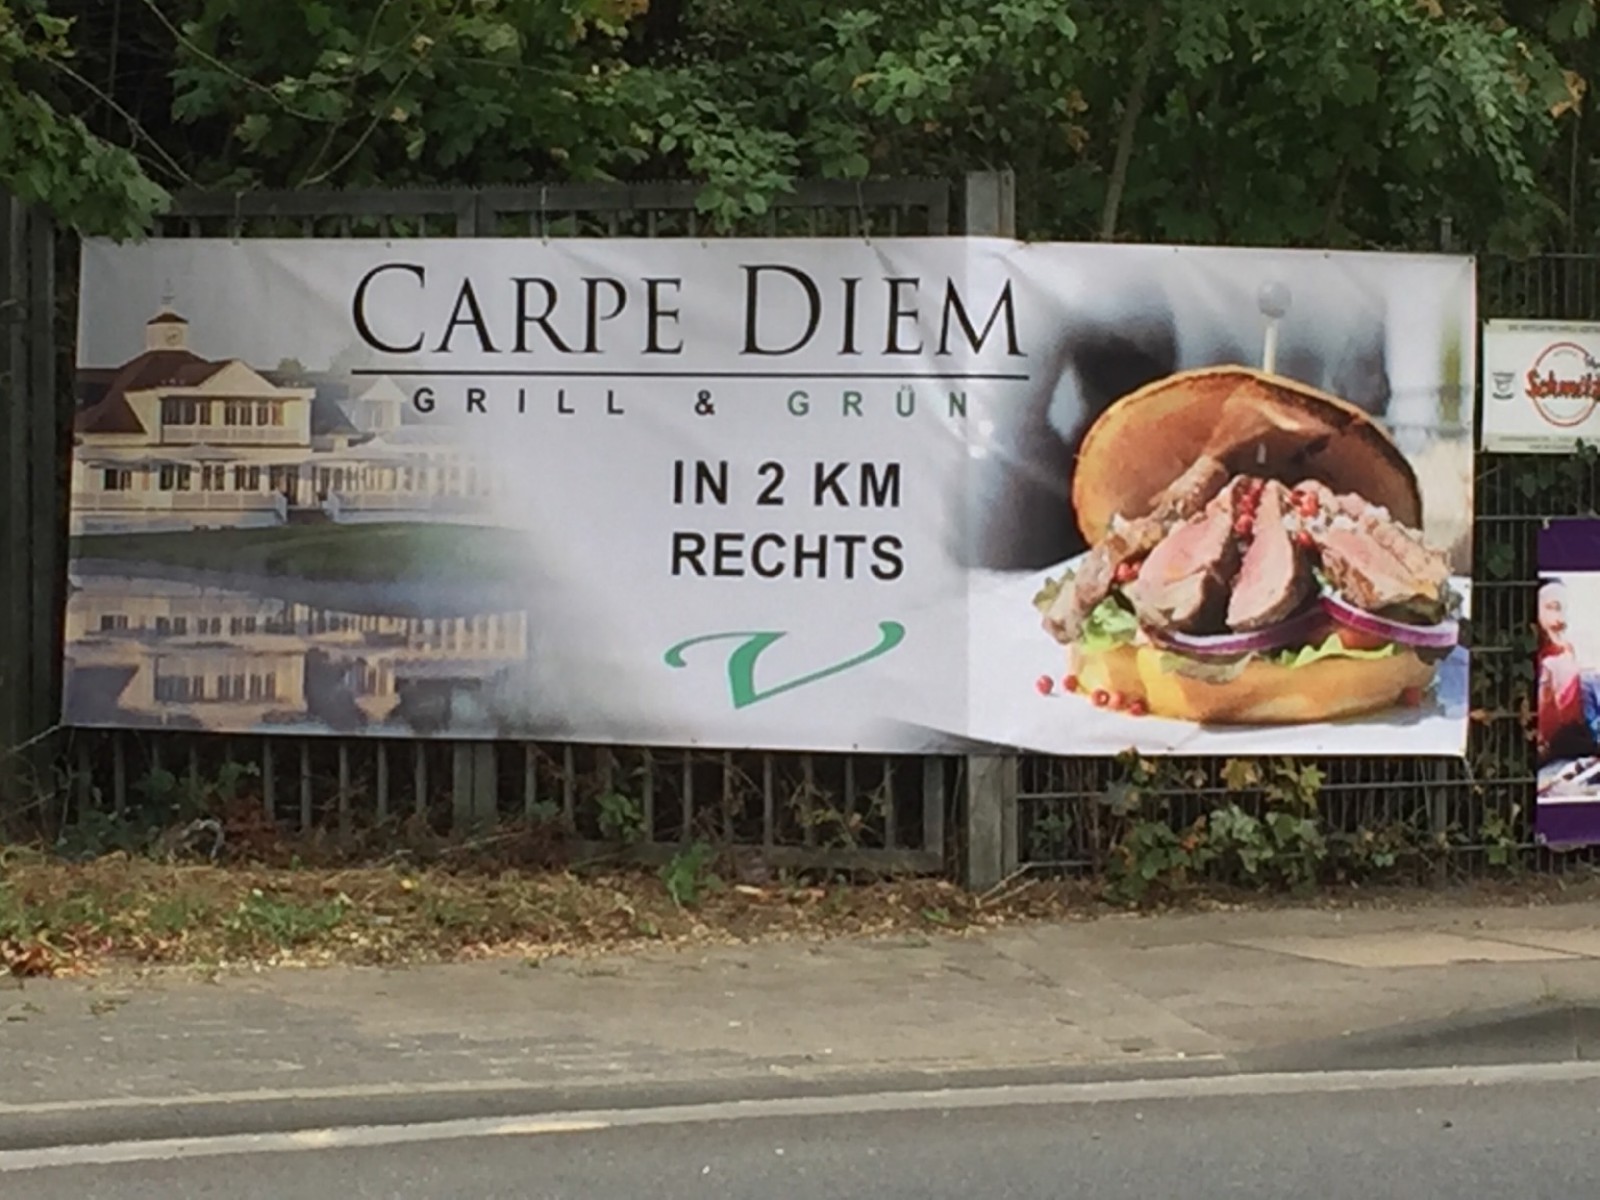 CARPE DIEM
GRILL & GRÜN
IN 2 KM
RECHTS